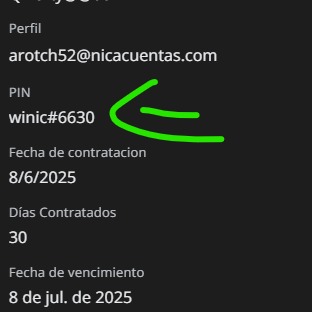 Perfil
arotch52@nicacuentas.com
PIN
winic#6630
Fecha de contratacion
8/6/2025
Días Contratados
30
Fecha de vencimiento
8 de jul. de 2025